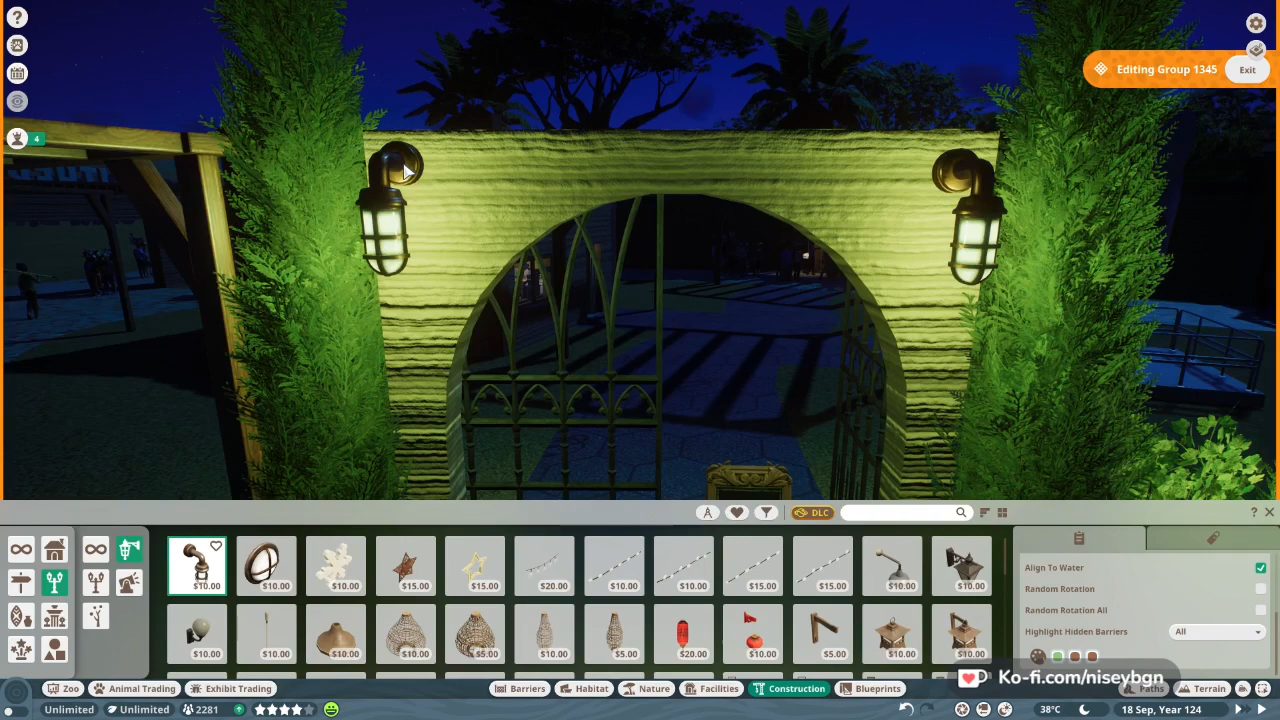 ?
Editing Group 1345
Exit
4
DLC
?
$10.00 $10.00 $10.00 $15.00 $15.00 $20.00 $10.00 $10.00 $15.00 $15.00 $10.00 $10.00
$10.00 $10.00 $10.00 $10.00 $5.00 $10.00 $5.00 $20.00 $10.00 $5.00 $10.00 $10.00
Align To Water
Random Rotation
Random Rotation All
Highlight Hidden Barriers All
Ko-fi.com/niseybgn
Zoo Animal Trading Exhibit Trading Barriers Habitat Nature Facilities Construction Blueprints Paths Terrain
Unlimited Unlimited 2281 38°C 18 Sep, Year 124